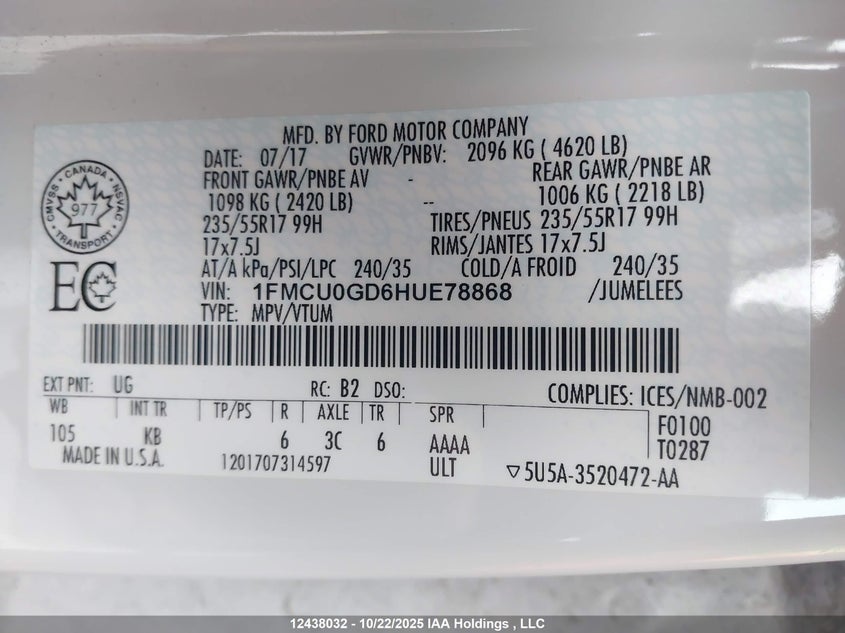 MFD. BY FORD MOTOR COMPANY
DATE: 07/17 GVWR/PNBV: 2096 KG ( 4620 LB)
FRONT GAWR/PNBE AV - REAR GAWR/PNBE AR
1098 KG ( 2420 LB) -- 1006 KG ( 2218 LB)
235/55R17 99H TIRES/PNEUS 235/55R17 99H
17x7.5J RIMS/JANTES 17x7.5J
AT/A kPa/PSI/LPC 240/35 COLD/A FROID 240/35
VIN: 1FMCU0GD6HUE78868 /JUMELEES
TYPE: MPV/VTUM
CANADA
CMVSS NSVAC
977
TRANSPORT
EC
EXT PNT: UG RC: B2 DSO: COMPLIES: ICES/NMB-002
WB INT TR TP/PS R AXLE TR SPR F0100
105 KB 6 3C 6 AAAA T0287
MADE IN U.S.A. 1201707314597 ULT ▽5U5A-3520472-AA
12438032 - 10/22/2025 IAA Holdings , LLC